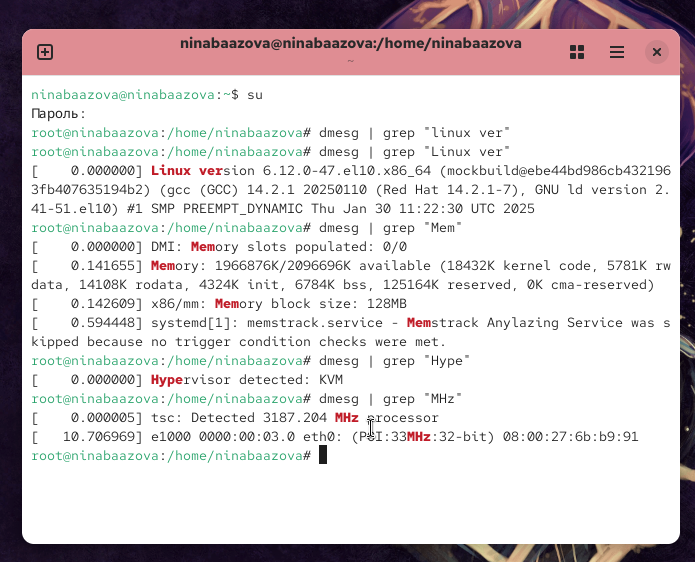 ninabaazova@ninabaazova:/home/ninabaazova
~
ninabaazova@ninabaazova:~$ su
Пароль:
root@ninabaazova:/home/ninabaazova# dmesg | grep "linux ver"
root@ninabaazova:/home/ninabaazova# dmesg | grep "Linux ver"
[    0.000000] Linux version 6.12.0-47.el10.x86_64 (mockbuild@ebe44bd986cb432196
3fb407635194b2) (gcc (GCC) 14.2.1 20250110 (Red Hat 14.2.1-7), GNU ld version 2.
41-51.el10) #1 SMP PREEMPT_DYNAMIC Thu Jan 30 11:22:30 UTC 2025
root@ninabaazova:/home/ninabaazova# dmesg | grep "Mem"
[    0.000000] DMI: Memory slots populated: 0/0
[    0.141655] Memory: 1966876K/2096696K available (18432K kernel code, 5781K rw
data, 14108K rodata, 4324K init, 6784K bss, 125164K reserved, 0K cma-reserved)
[    0.142609] x86/mm: Memory block size: 128MB
[    0.594448] systemd[1]: memstrack.service - Memstrack Anylazing Service was s
kipped because no trigger condition checks were met.
root@ninabaazova:/home/ninabaazova# dmesg | grep "Hype"
[    0.000000] Hypervisor detected: KVM
root@ninabaazova:/home/ninabaazova# dmesg | grep "MHz"
[    0.000005] tsc: Detected 3187.204 MHz processor
[   10.706969] e1000 0000:00:03.0 eth0: (PCI:33MHz:32-bit) 08:00:27:6b:b9:91
root@ninabaazova:/home/ninabaazova#